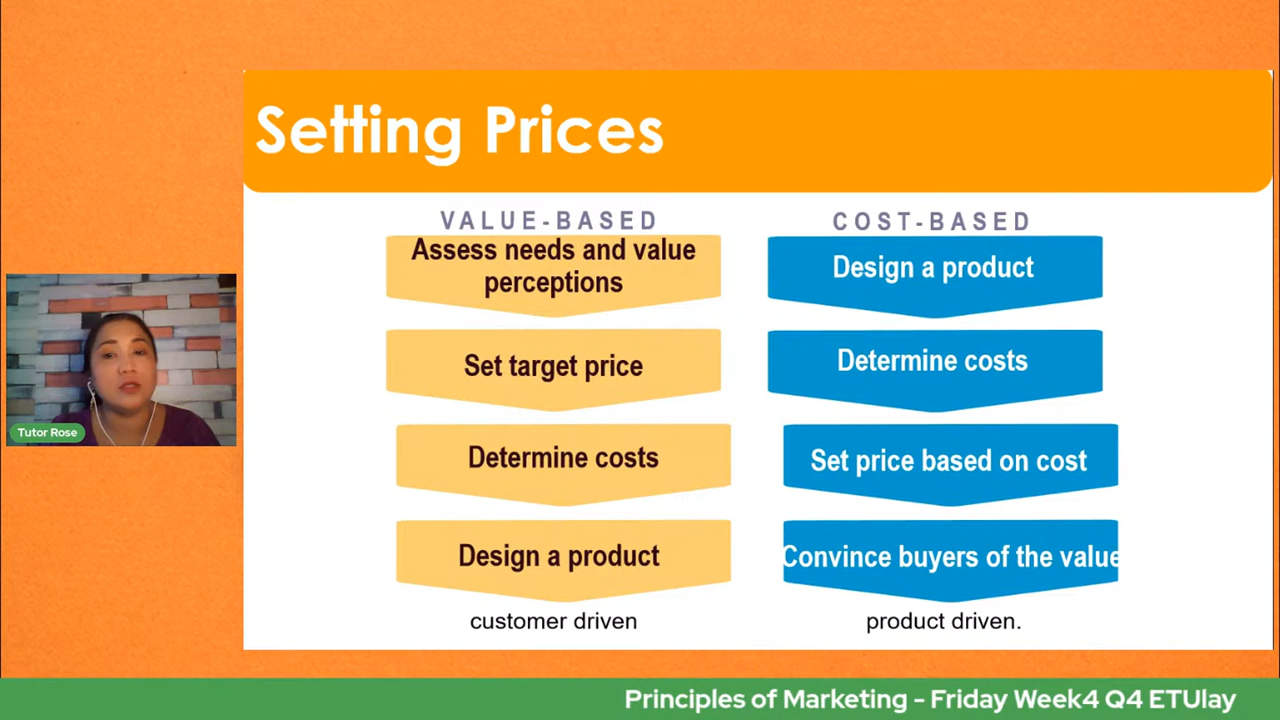 Setting Prices
VALUE-BASED
Assess needs and value
perceptions
Set target price
Determine costs
Design a product
customer driven
COST-BASED
Design a product
Determine costs
Set price based on cost
Convince buyers of the value
product driven.
Tutor Rose
Principles of Marketing - Friday Week4 Q4 ETUlay